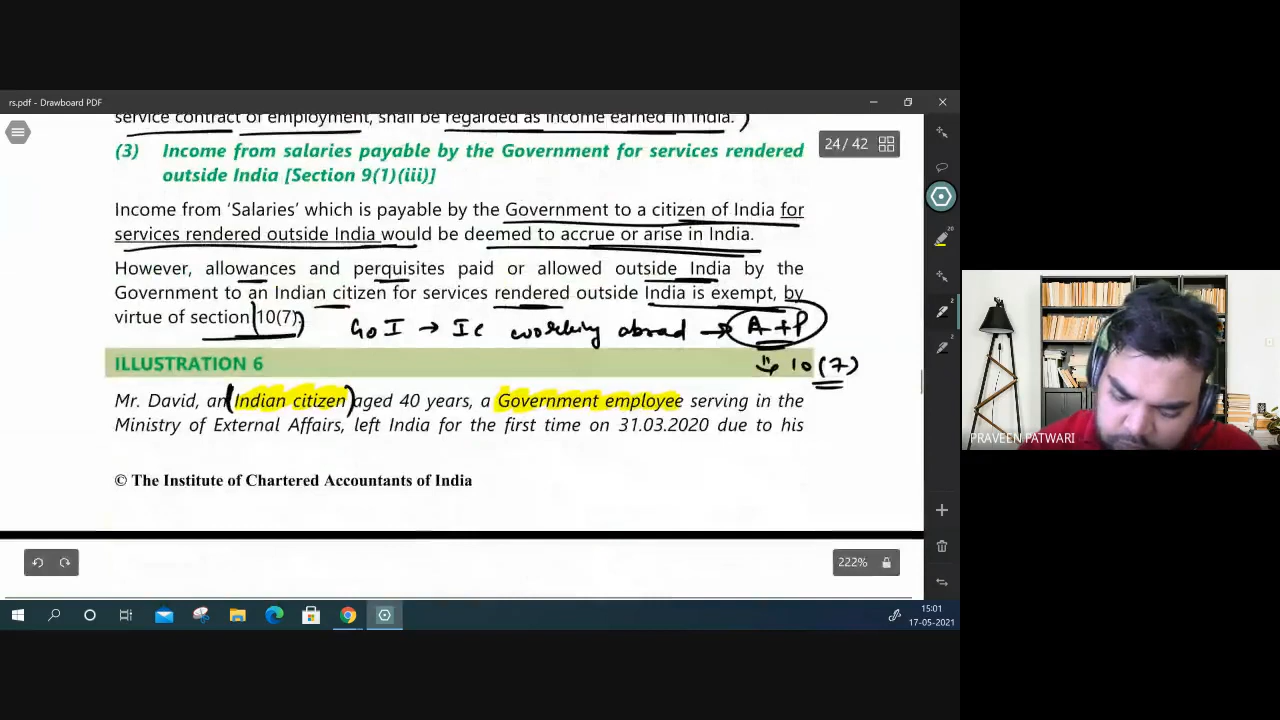 rs.pdf - Drawboard PDF
service contract of employment, shall be regarded as income earned in India.
24 / 42
(3) Income from salaries payable by the Government for services rendered
outside India [Section 9(1)(iii)]
Income from ‘Salaries’ which is payable by the Government to a citizen of India for
services rendered outside India would be deemed to accrue or arise in India.
However, allowances and perquisites paid or allowed outside India by the
Government to an Indian citizen for services rendered outside India is exempt, by
virtue of section 10(7).
GoI → Ic working abroad → A + P
ILLUSTRATION 6
10(7)
Mr. David, an Indian citizen aged 40 years, a Government employee serving in the
Ministry of External Affairs, left India for the first time on 31.03.2020 due to his
PRAVEEN PATWARI
© The Institute of Chartered Accountants of India
222%
15:01
17-05-2021